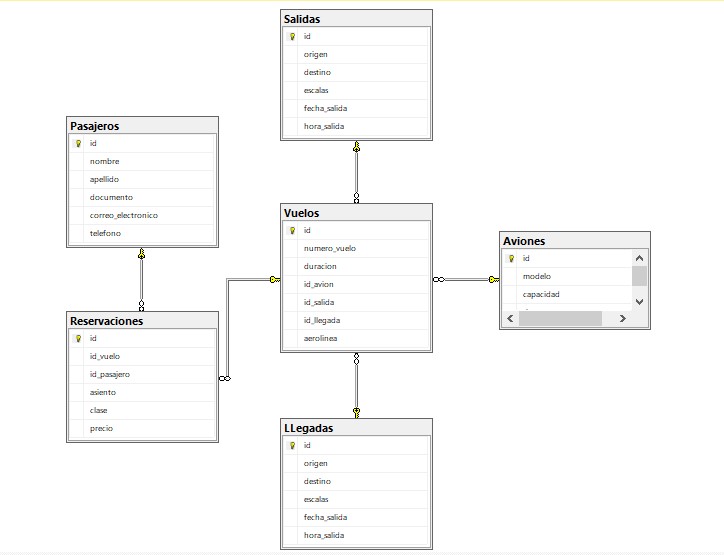 Salidas
id
origen
destino
escalas
fecha_salida
hora_salida
Pasajeros
id
nombre
apellido
documento
correo_electronico
telefono
Vuelos
id
numero_vuelo
duracion
id_avion
id_salida
id_llegada
aerolinea
Aviones
id
modelo
capacidad
Reservaciones
id
id_vuelo
id_pasajero
asiento
clase
precio
LLegadas
id
origen
destino
escalas
fecha_salida
hora_salida